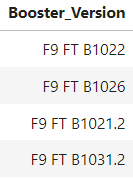 Booster_Version
F9 FT B1022
F9 FT B1026
F9 FT B1021.2
F9 FT B1031.2